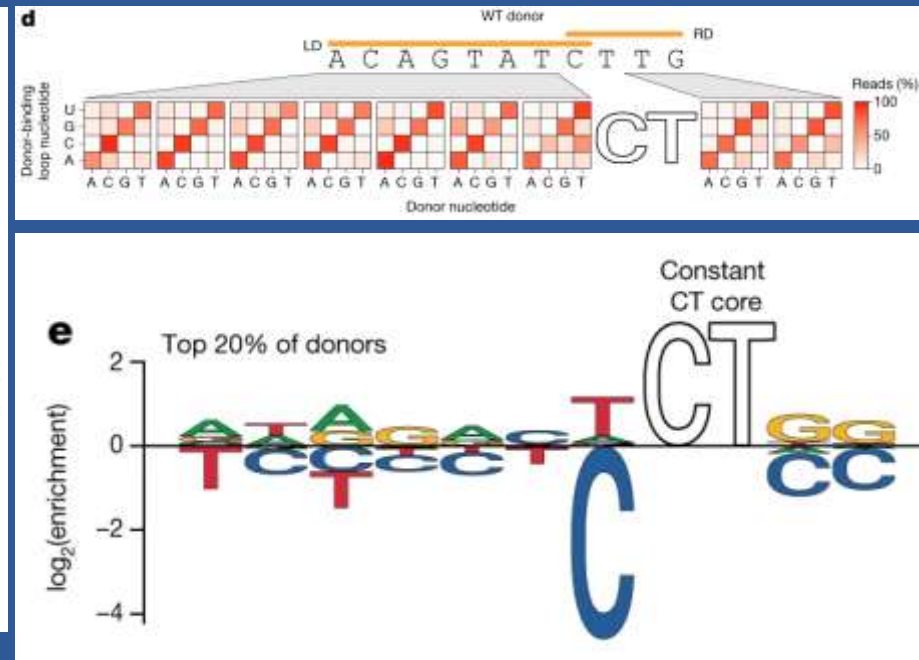 d
WT donor
LD
RD
A C A G T A T C T T G
Donor-binding
loop nucleotide
U
G
C
A
CT
A C G T A C G T A C G T A C G T A C G T A C G T A C G T A C G T A C G T
Donor nucleotide
Reads (%)
100
50
0
e
Top 20% of donors
Constant
CT core
log2(enrichment)
2
0
−2
−4
A T A G A C T CT G G
A G A
T C C C C T C C C
T